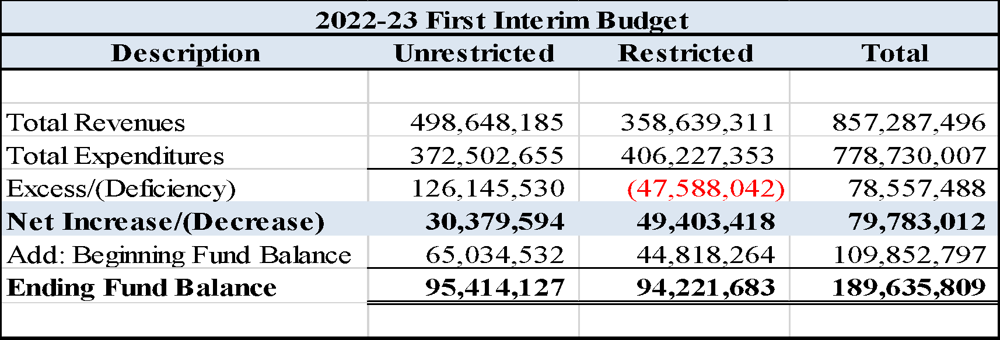 2022-23 First Interim Budget
Description Unrestricted Restricted Total
Total Revenues 498,648,185 358,639,311 857,287,496
Total Expenditures 372,502,655 406,227,353 778,730,007
Excess/(Deficiency) 126,145,530 (47,588,042) 78,557,488
Net Increase/(Decrease) 30,379,594 49,403,418 79,783,012
Add: Beginning Fund Balance 65,034,532 44,818,264 109,852,797
Ending Fund Balance 95,414,127 94,221,683 189,635,809